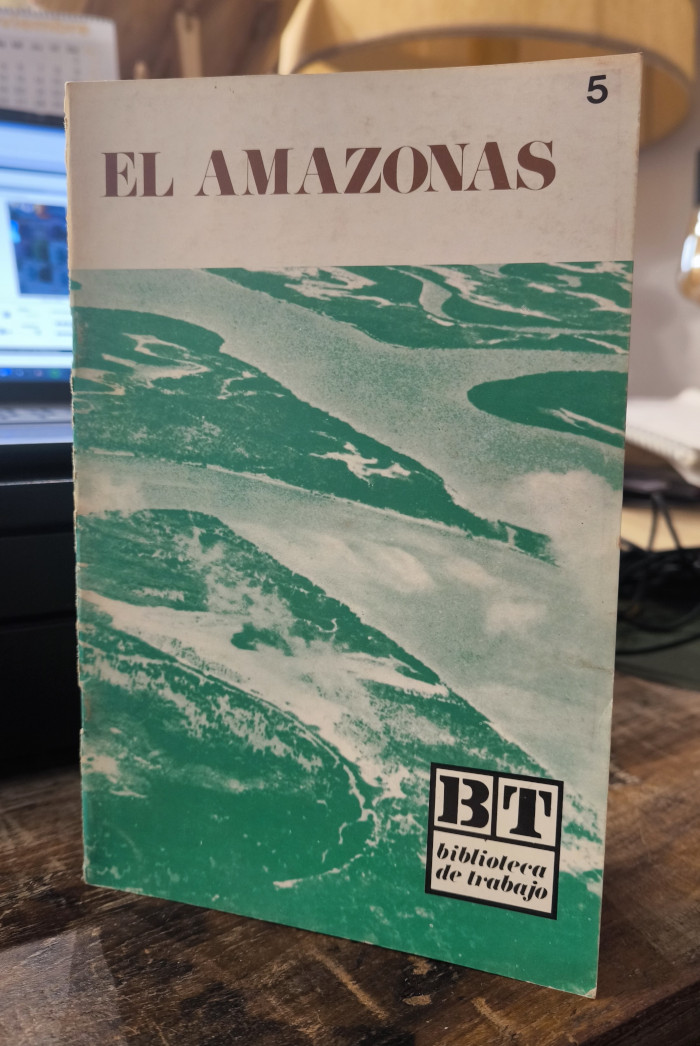 5
EL AMAZONAS
BT
biblioteca
de trabajo